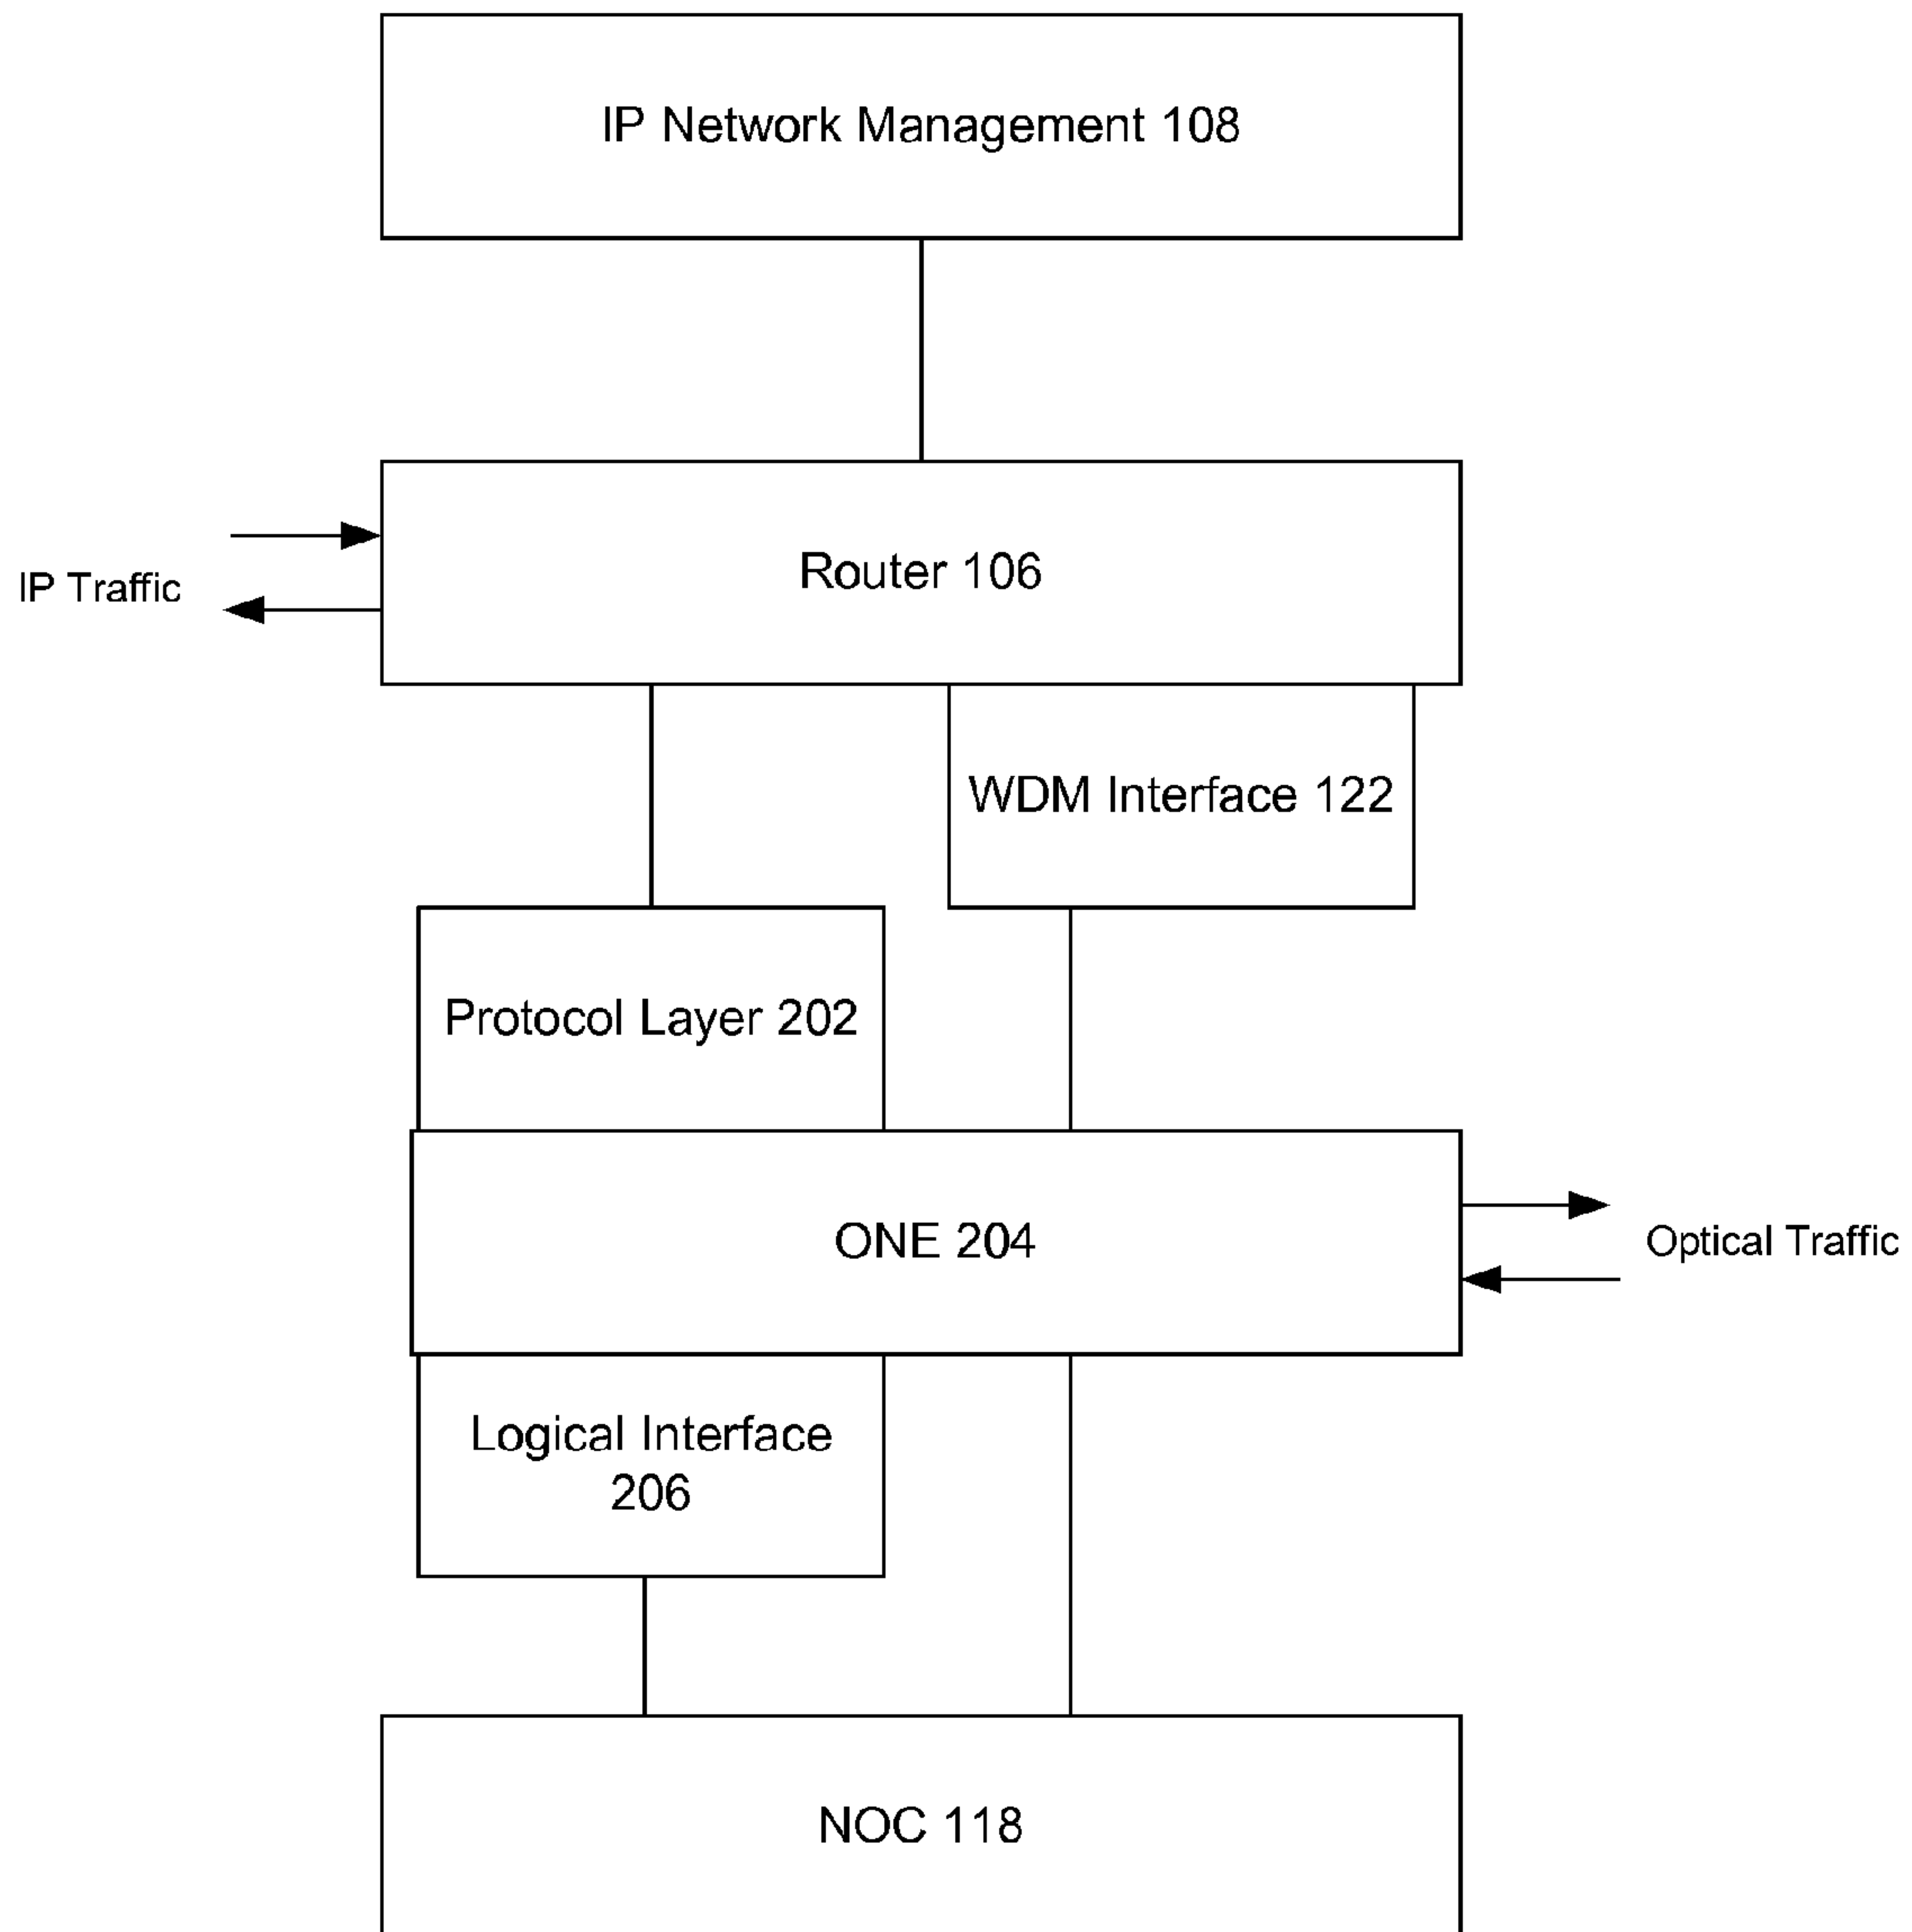 IP Network Management 108
Router 106
IP Traffic
WDM Interface 122
Protocol Layer 202
ONE 204
Optical Traffic
Logical Interface
206
NOC 118